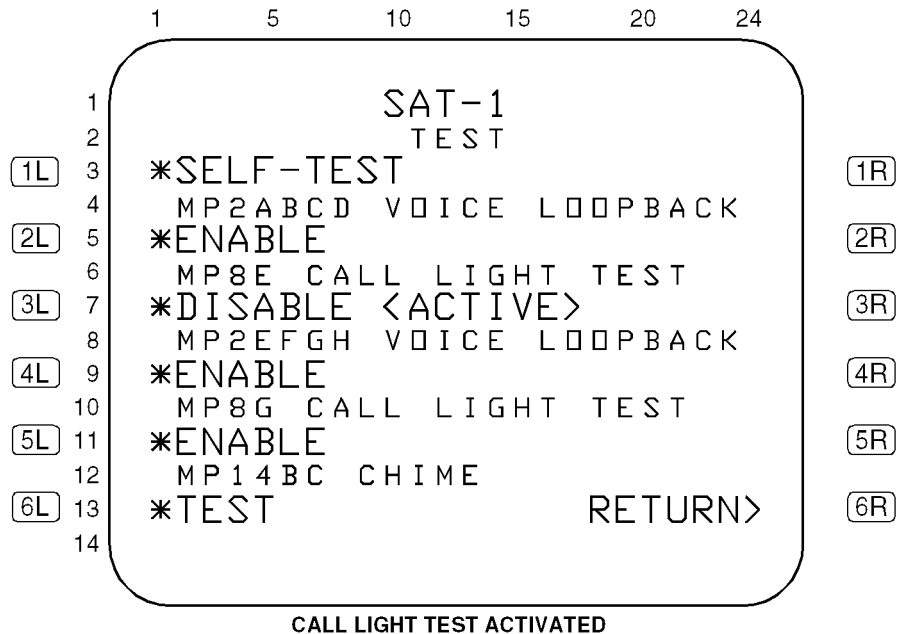 1 5 10 15 20 24
1 SAT-1
2 TEST
1L 3 *SELF-TEST 1R
4 MP2ABCD VOICE LOOPBACK
2L 5 *ENABLE 2R
6 MP8E CALL LIGHT TEST
3L 7 *DISABLE <ACTIVE> 3R
8 MP2EFGH VOICE LOOPBACK
4L 9 *ENABLE 4R
10 MP8G CALL LIGHT TEST
5L 11 *ENABLE 5R
12 MP14BC CHIME
6L 13 *TEST RETURN> 6R
14
CALL LIGHT TEST ACTIVATED